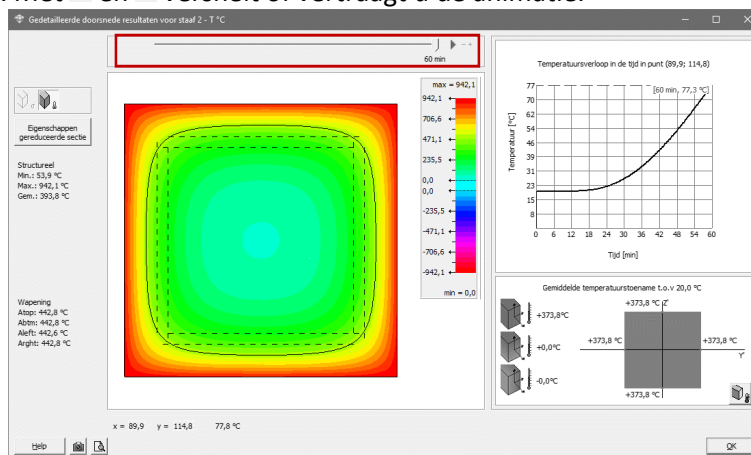 Gedetailleerde doorsnede resultaten voor staaf 2 - T °C
60 min
Eigenschappen
gereduceerde sectie
Structureel
Min.: 53,9 °C
Max.: 942,1 °C
Gem.: 393,8 °C
Wapening
Atop: 442,8 °C
Abtm: 442,8 °C
Aleft: 442,6 °C
Arght: 442,8 °C
max = 942,1
942,1
706,6
471,1
235,5
0,0
0,0
-235,5
-471,1
-706,6
-942,1
min = 0,0
x = 89,9 y = 114,8 77,8 °C
Temperatuursverloop in de tijd in punt (89,9; 114,8)
[60 min, 77,3 °C]
Temperatuur [°C]
77
70
62
54
46
39
31
23
15
8
0 6 12 18 24 30 36 42 48 54 60
Tijd [min]
Gemiddelde temperatuurstoename t.o.v 20,0 °C
+373,8 °C Z'
+373,8°C
+373,8 °C +373,8 °C
+0,0°C
Y'
-0,0°C
+373,8 °C
Help
OK